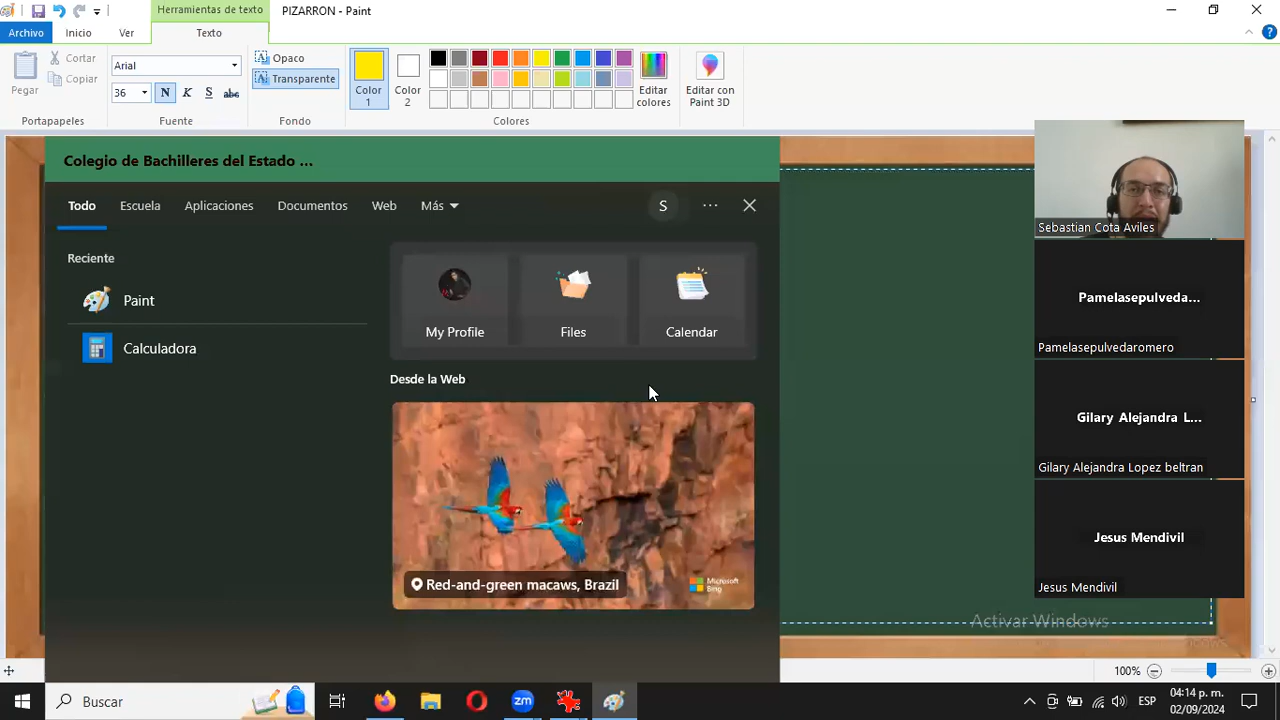 Herramientas de texto
PIZARRON - Paint
Archivo
Inicio
Ver
Texto
Pegar
Cortar
Copiar
Portapapeles
Arial
36
N
K
S
abc
Fuente
Opaco
Transparente
Fondo
Color
1
Color
2
Editar
colores
Colores
Editar con
Paint 3D
Colegio de Bachilleres del Estado ...
Todo
Escuela
Aplicaciones
Documentos
Web
Más
S
Reciente
Paint
Calculadora
My Profile
Files
Calendar
Desde la Web
Red-and-green macaws, Brazil
Microsoft
Bing
Sebastian Cota Aviles
Pamelasepulveda...
Pamelasepulvedaromero
Gilary Alejandra L...
Gilary Alejandra Lopez beltran
Jesus Mendivil
Jesus Mendivil
Activar Windows
100%
Buscar
zm
ESP
04:14 p. m.
02/09/2024